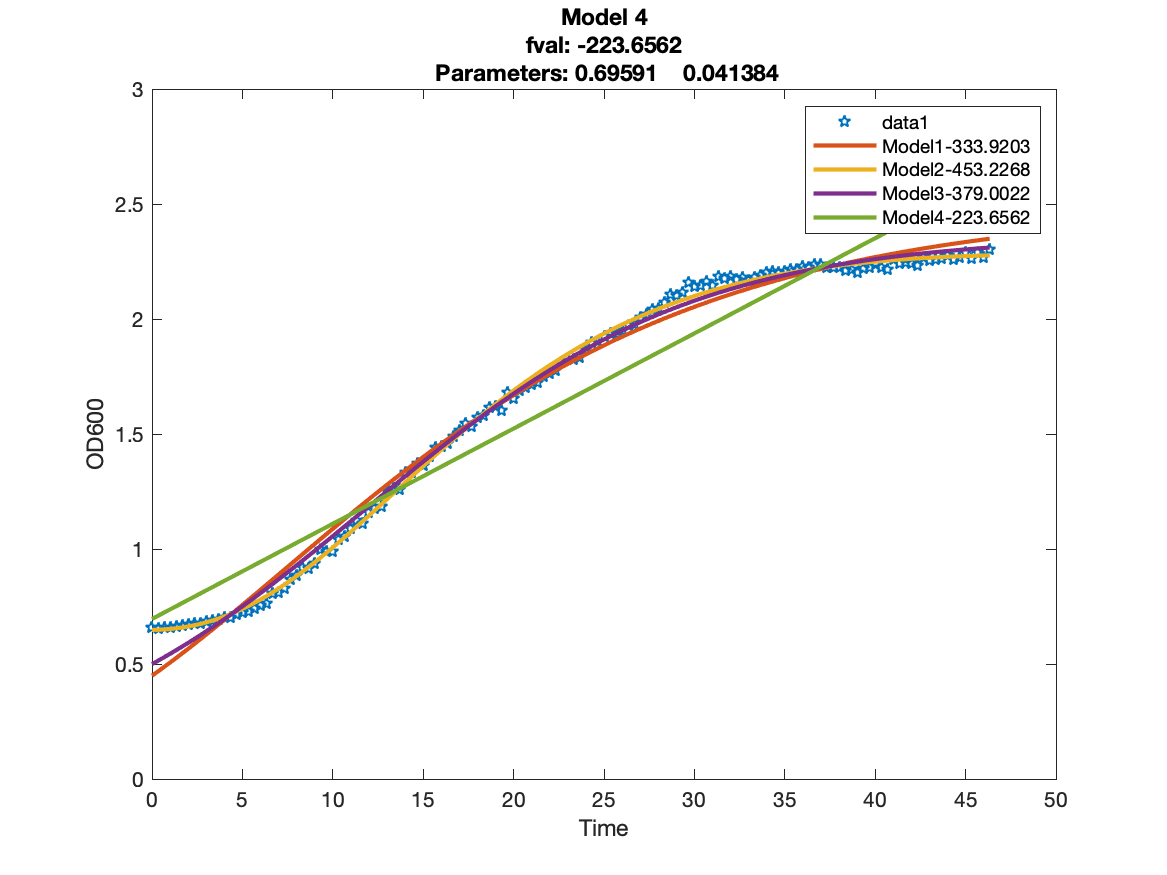 Model 4
fval: -223.6562
Parameters: 0.69591 0.041384
3
2.5
2
1.5
1
0.5
0
OD600
data1
Model1-333.9203
Model2-453.2268
Model3-379.0022
Model4-223.6562
0 5 10 15 20 25 30 35 40 45 50
Time